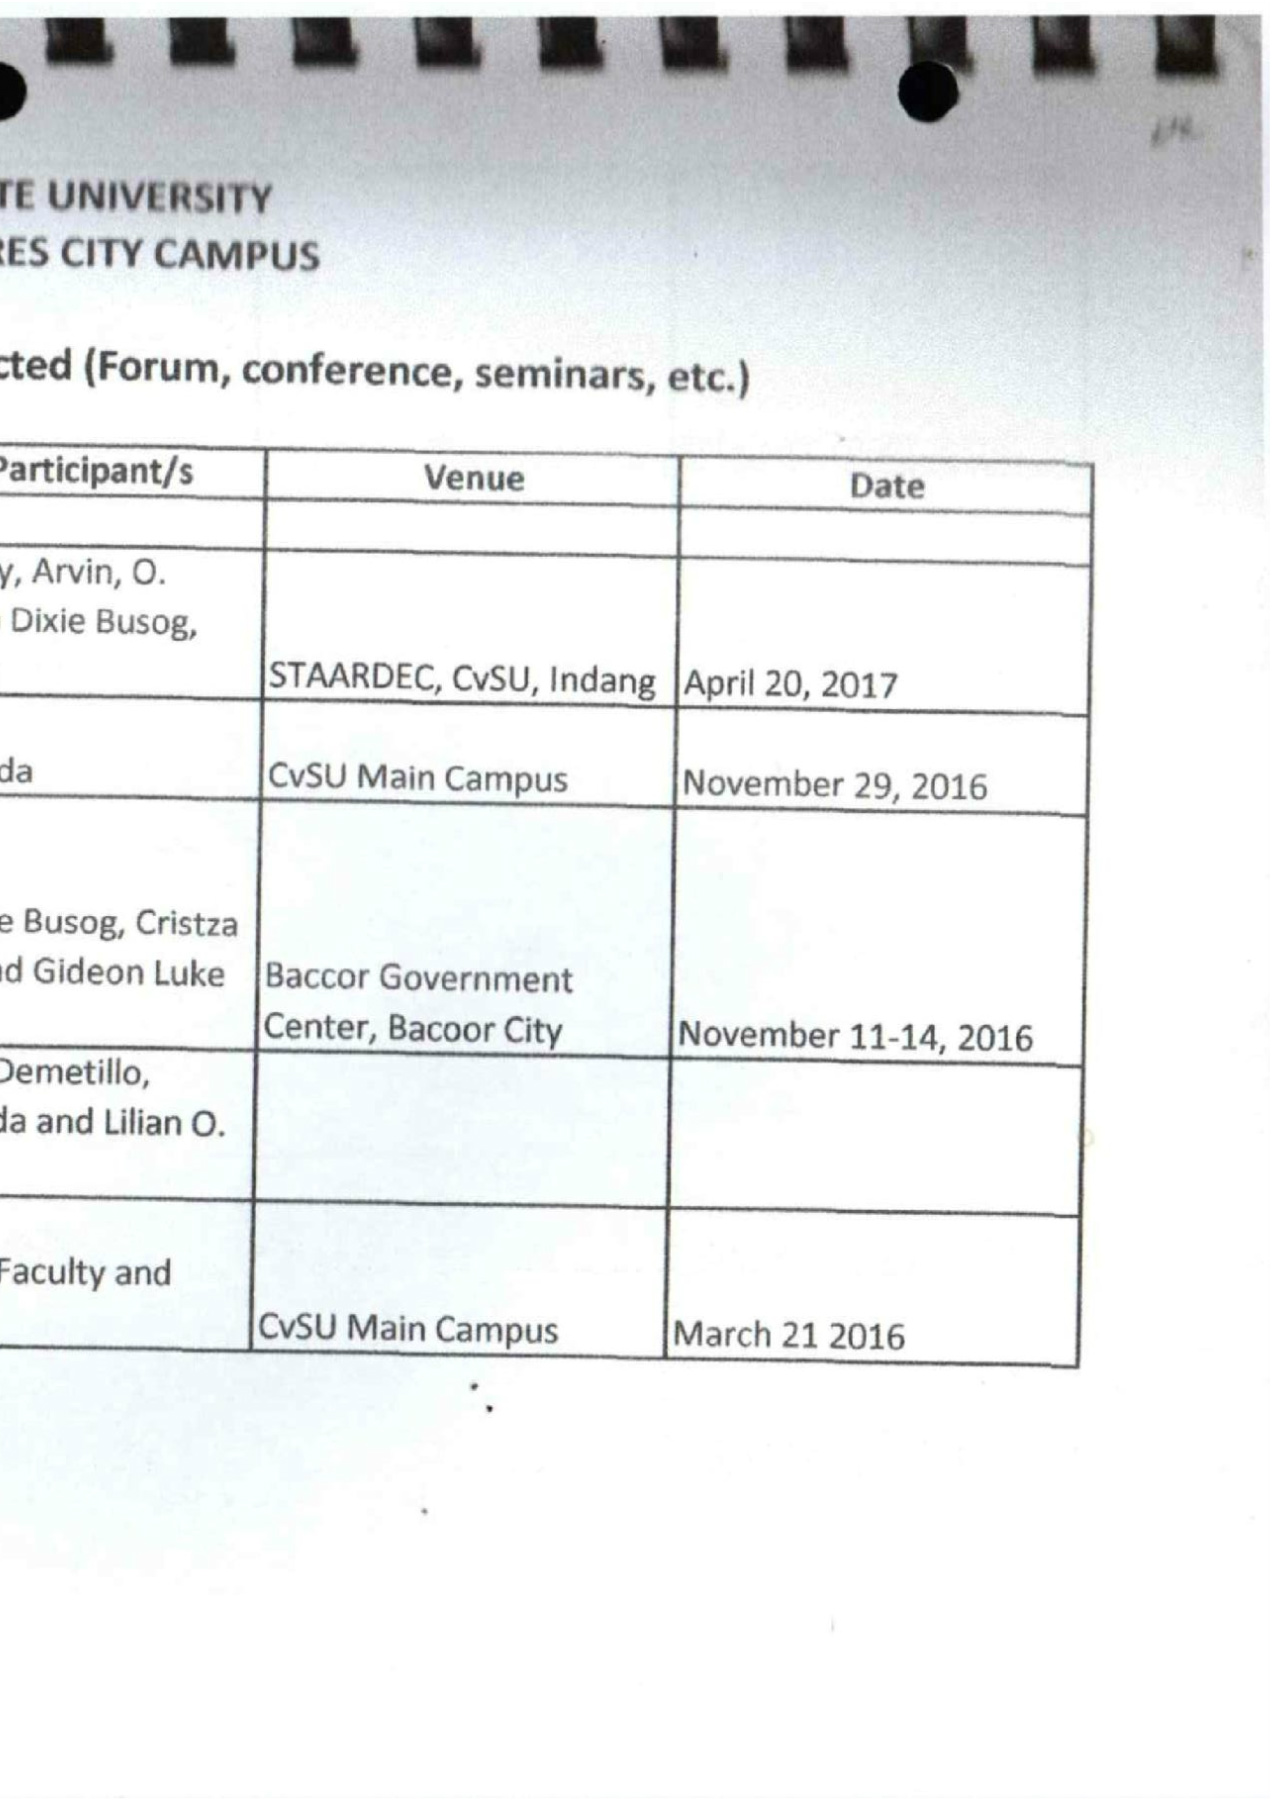 TE UNIVERSITY
RES CITY CAMPUS
cted (Forum, conference, seminars, etc.)
Participant/s Venue Date
y, Arvin, O.
Dixie Busog,
STAARDEC, CvSU, Indang April 20, 2017
da CvSU Main Campus November 29, 2016
e Busog, Cristza
nd Gideon Luke Baccor Government
Center, Bacoor City November 11-14, 2016
Demetillo,
da and Lilian O.
Faculty and
CvSU Main Campus March 21 2016